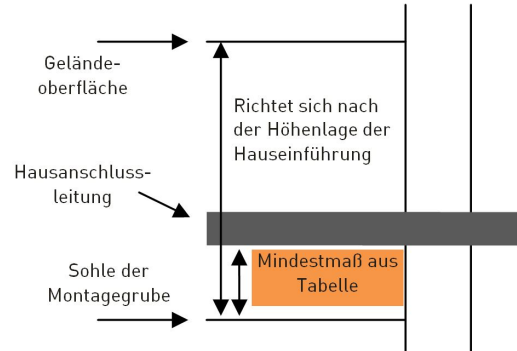 Gelände-
oberfläche
Richtet sich nach
der Höhenlage der
Hauseinführung
Hausanschluss-
leitung
Mindestmaß aus
Tabelle
Sohle der
Montagegrube